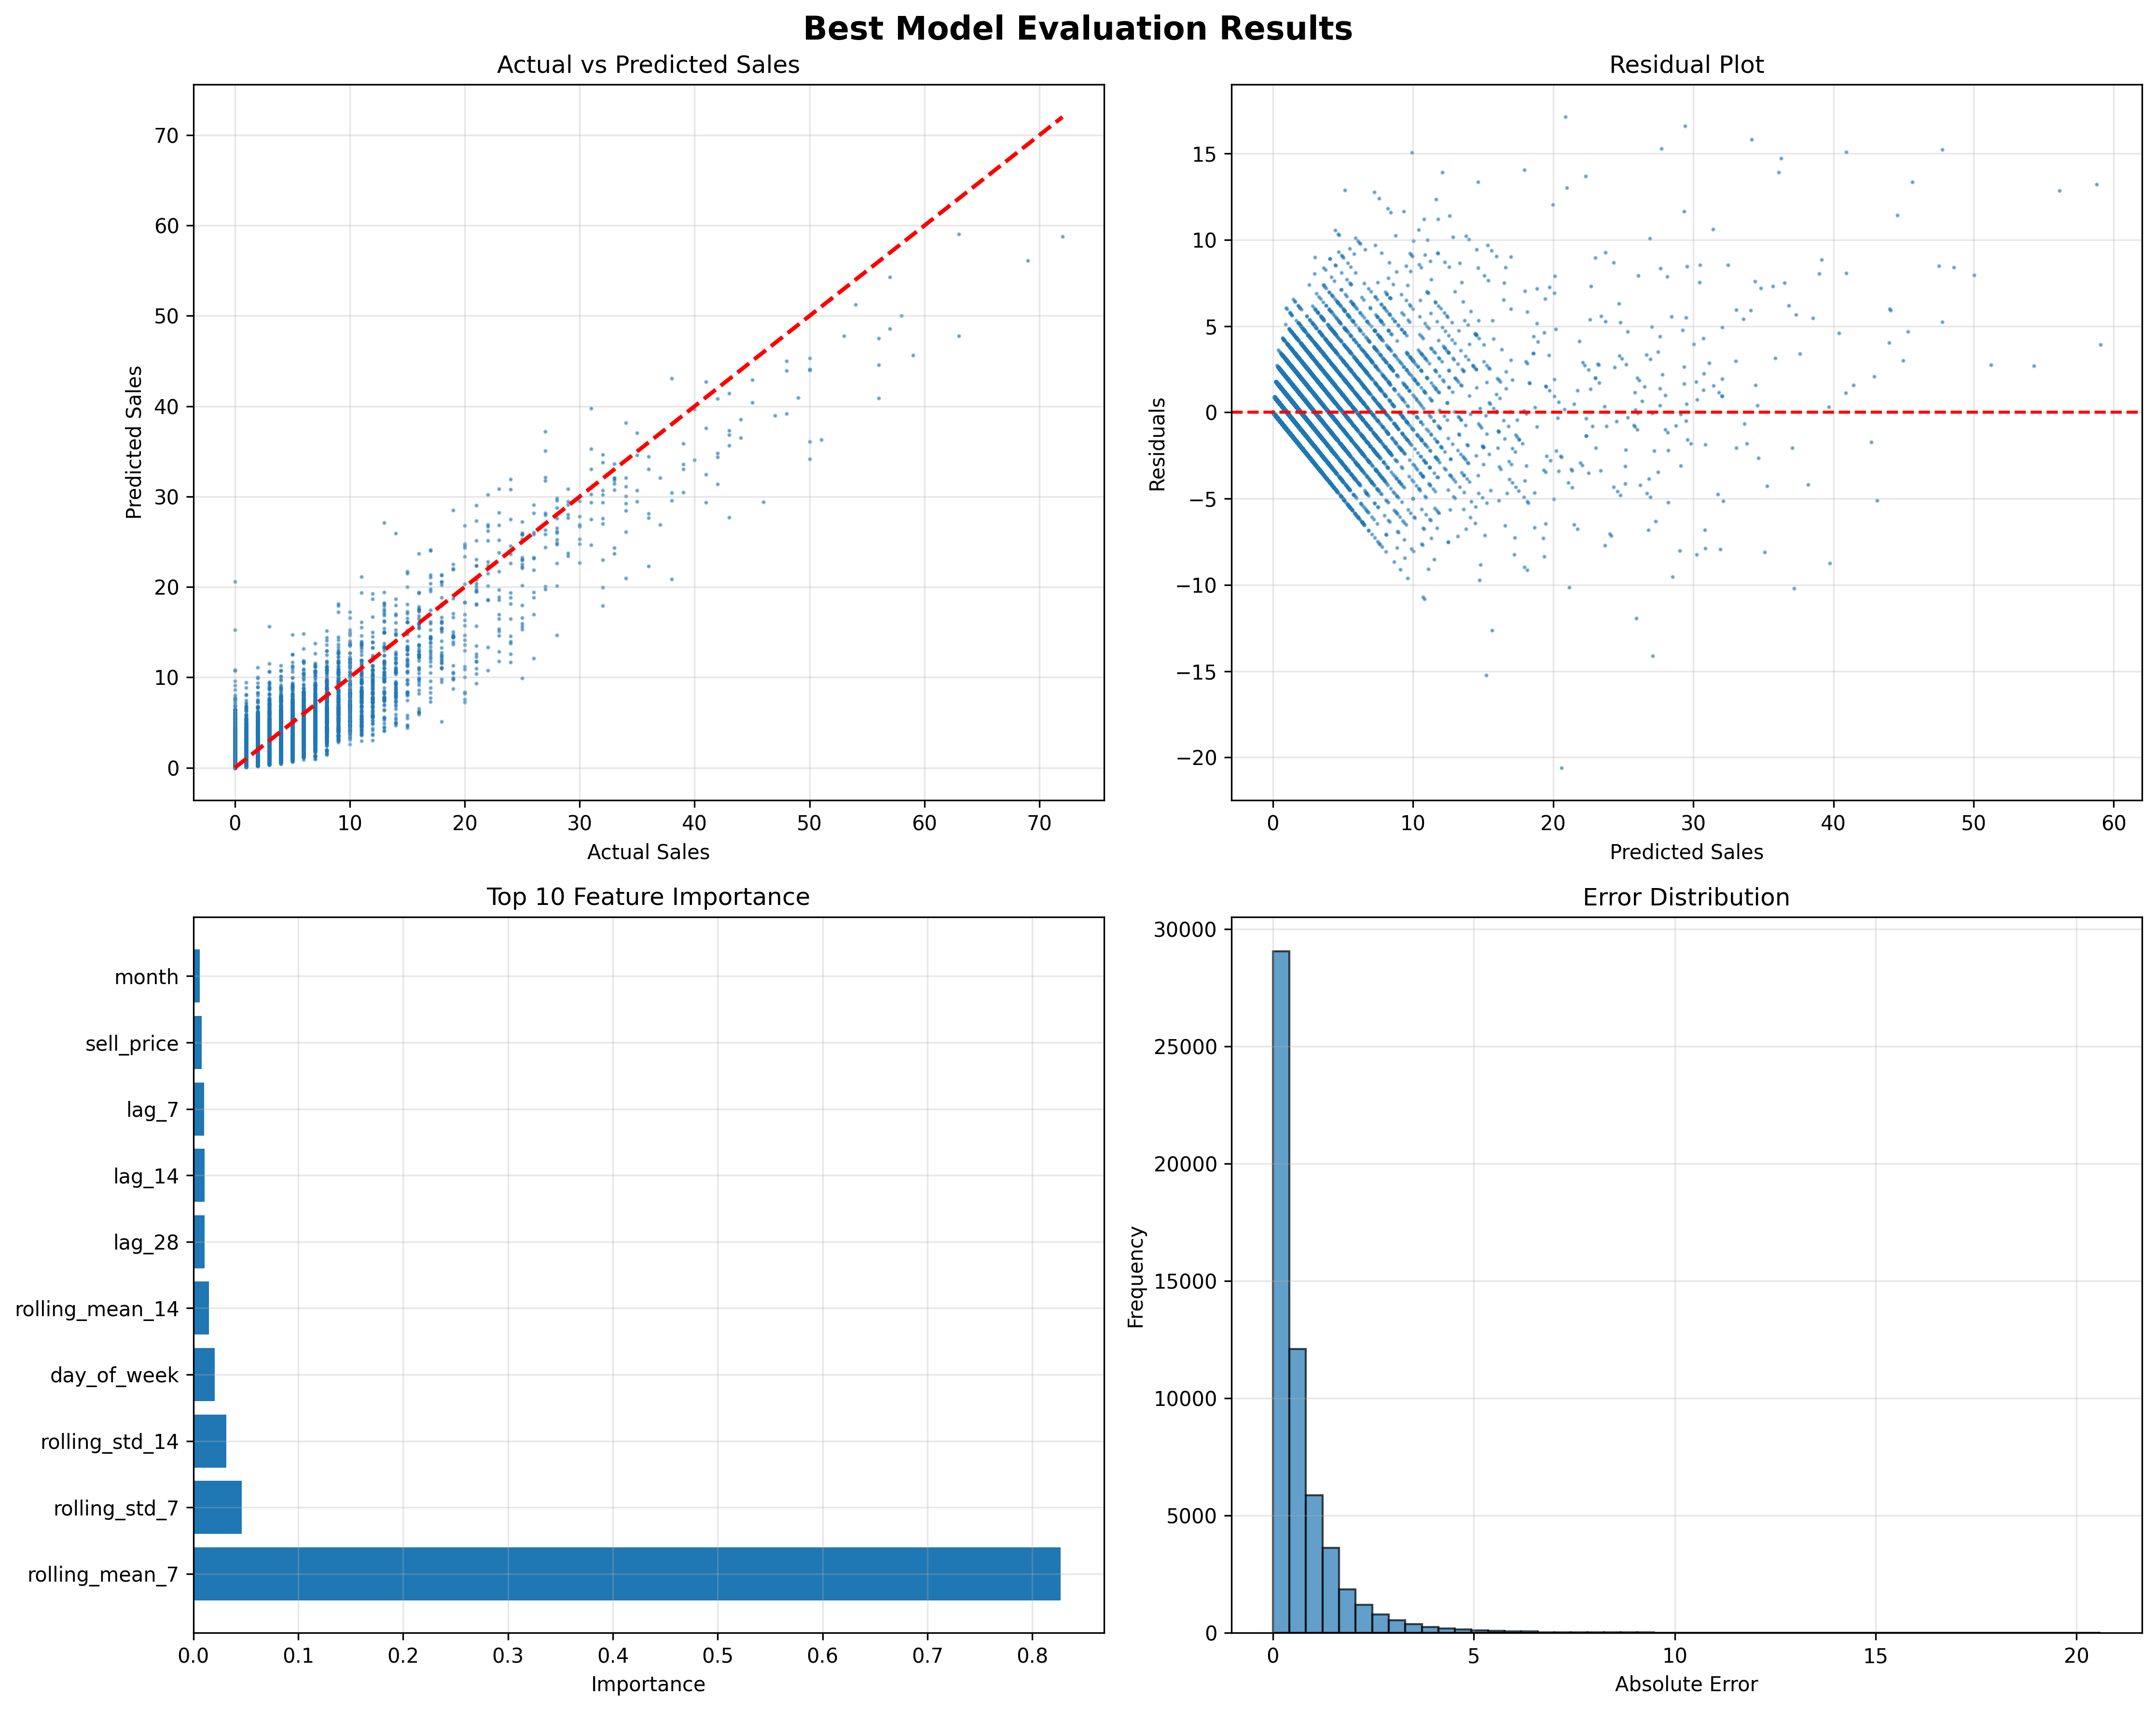 Best Model Evaluation Results
Actual vs Predicted Sales
Predicted Sales
70
60
50
40
30
20
10
0
0 10 20 30 40 50 60 70
Actual Sales
Residual Plot
Residuals
15
10
5
0
−5
−10
−15
−20
0 10 20 30 40 50 60
Predicted Sales
Top 10 Feature Importance
month
sell_price
lag_7
lag_14
lag_28
rolling_mean_14
day_of_week
rolling_std_14
rolling_std_7
rolling_mean_7
0.0 0.1 0.2 0.3 0.4 0.5 0.6 0.7 0.8
Importance
Error Distribution
Frequency
30000
25000
20000
15000
10000
5000
0
0 5 10 15 20
Absolute Error